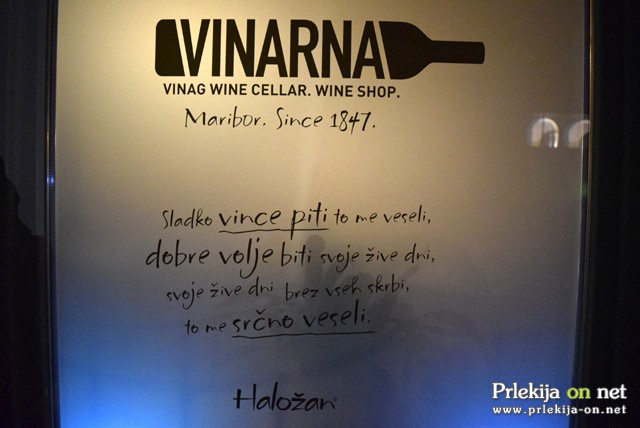 VINARNA
VINAG WINE CELLAR. WINE SHOP.
Maribor. Since 1847.
Sladko vince piti to me veseli,
dobre volje biti svoje žive dni,
svoje žive dni brez vseh skrbi,
to me srčno veseli.
Haložan®
Prlekija on net
www.prlekija-on.net